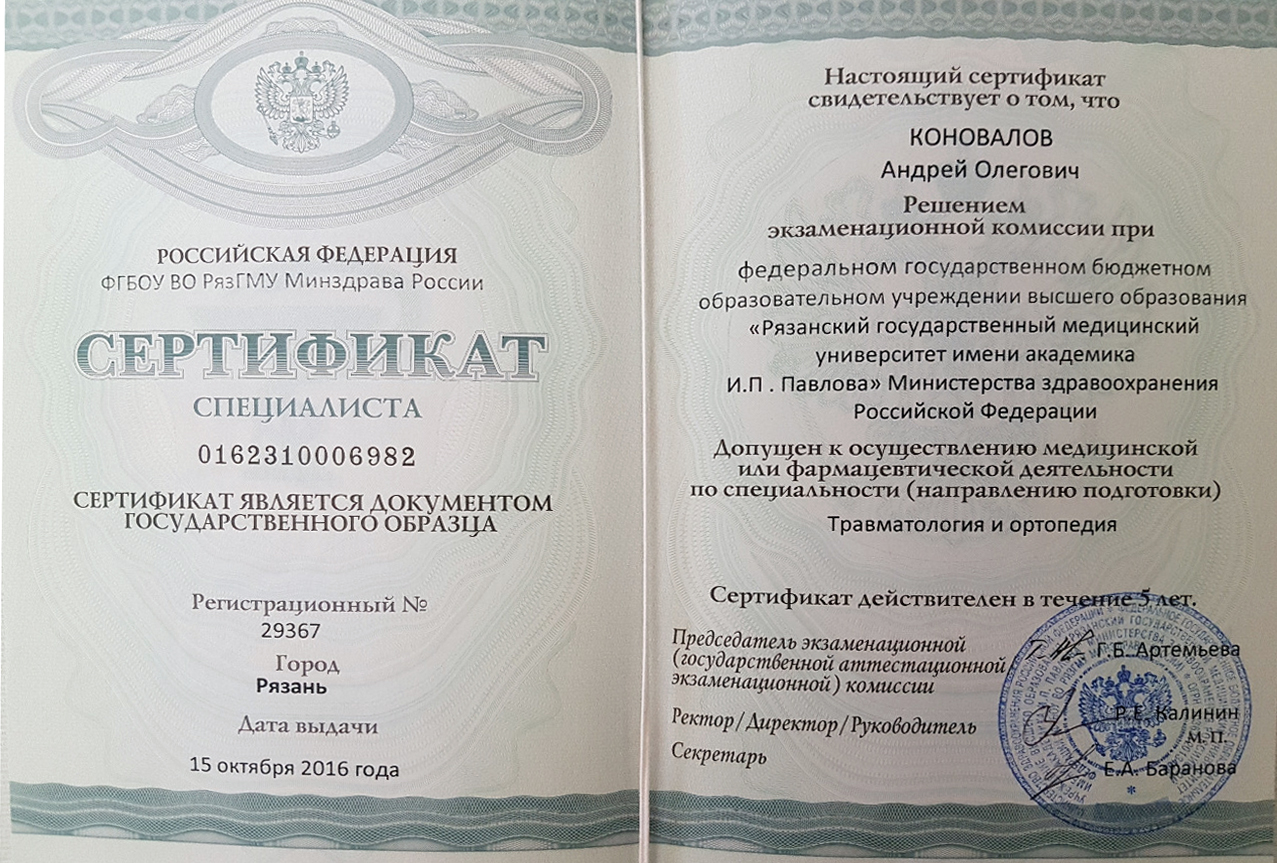 РОССИЙСКАЯ ФЕДЕРАЦИЯ
ФГБОУ ВО РязГМУ Минздрава России
СЕРТИФИКАТ
СПЕЦИАЛИСТА
0162310006982
СЕРТИФИКАТ ЯВЛЯЕТСЯ ДОКУМЕНТОМ
ГОСУДАРСТВЕННОГО ОБРАЗЦА
Регистрационный №
29367
Город
Рязань
Дата выдачи
15 октября 2016 года
Настоящий сертификат
свидетельствует о том, что
КОНОВАЛОВ
Андрей Олегович
Решением
экзаменационной комиссии при
федеральном государственном бюджетном
образовательном учреждении высшего образования
«Рязанский государственный медицинский
университет имени академика
И.П . Павлова» Министерства здравоохранения
Российской Федерации
Допущен к осуществлению медицинской
или фармацевтической деятельности
по специальности (направлению подготовки)
Травматология и ортопедия
Сертификат действителен в течение 5 лет.
Председатель экзаменационной
(государственной аттестационной
экзаменационной) комиссии
Г.Б. Артемьева
Ректор/Директор/Руководитель
Р.Е. Калинин
М.П.
Секретарь
Е.А. Баранова